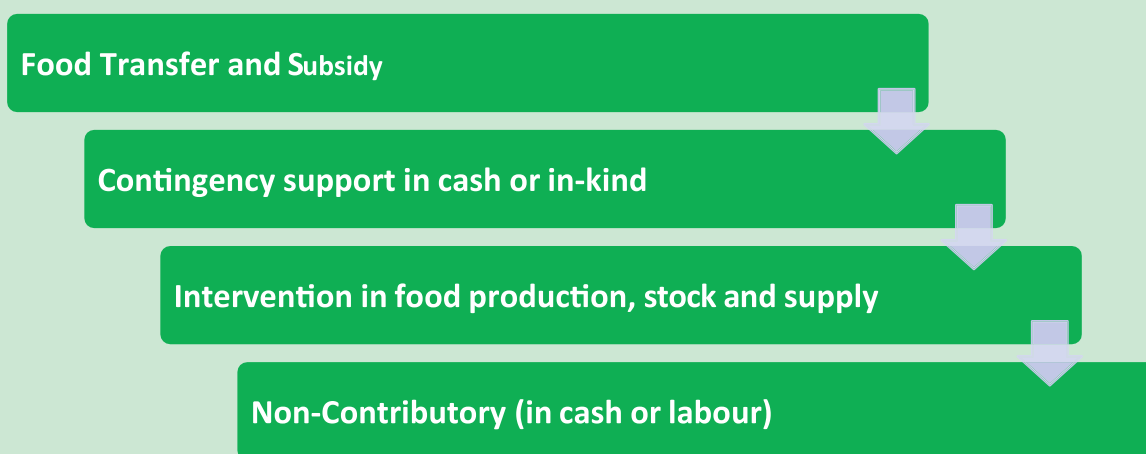 Food Transfer and Subsidy
Contingency support in cash or in-kind
Intervention in food production, stock and supply
Non-Contributory (in cash or labour)